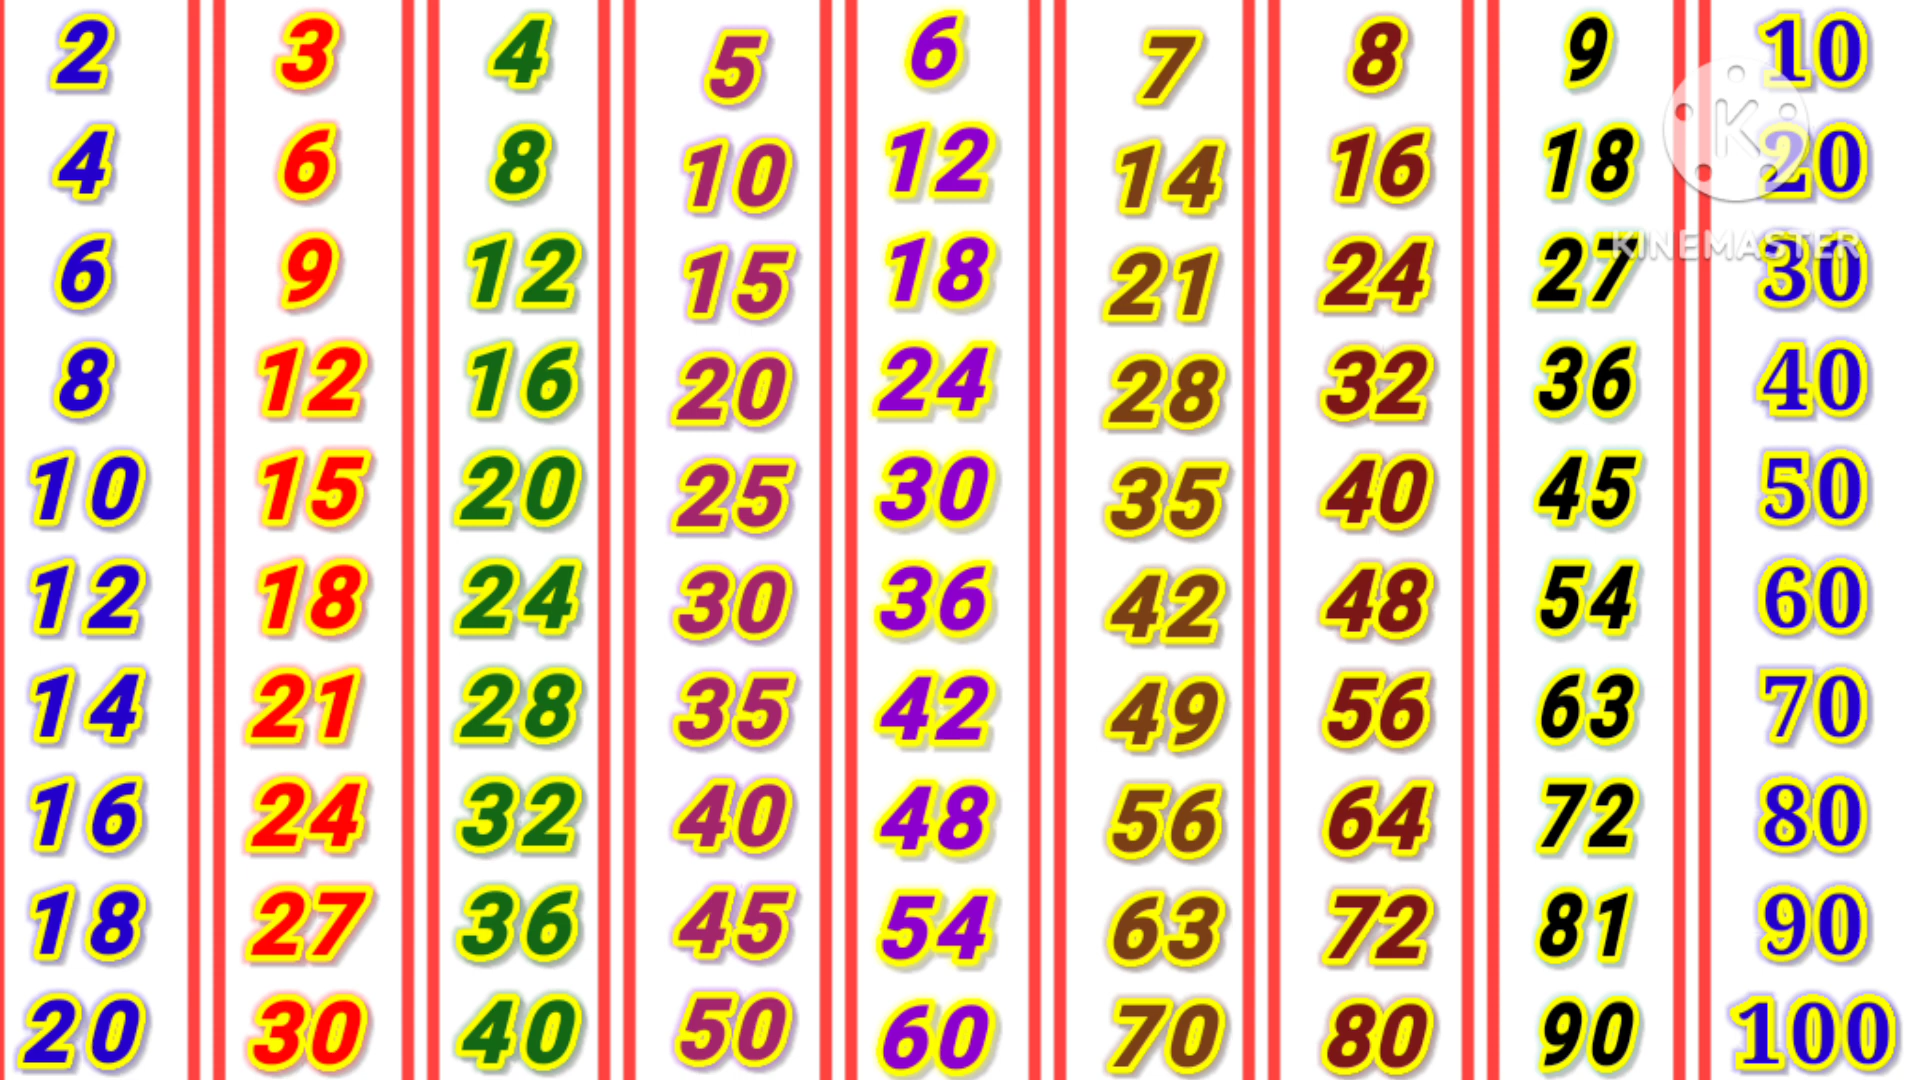 2 3 4 5 6 7 8 9 10
4 6 8 10 12 14 16 18 20
6 9 12 15 18 21 24 27 30
KINEMASTER
8 12 16 20 24 28 32 36 40
10 15 20 25 30 35 40 45 50
12 18 24 30 36 42 48 54 60
14 21 28 35 42 49 56 63 70
16 24 32 40 48 56 64 72 80
18 27 36 45 54 63 72 81 90
20 30 40 50 60 70 80 90 100